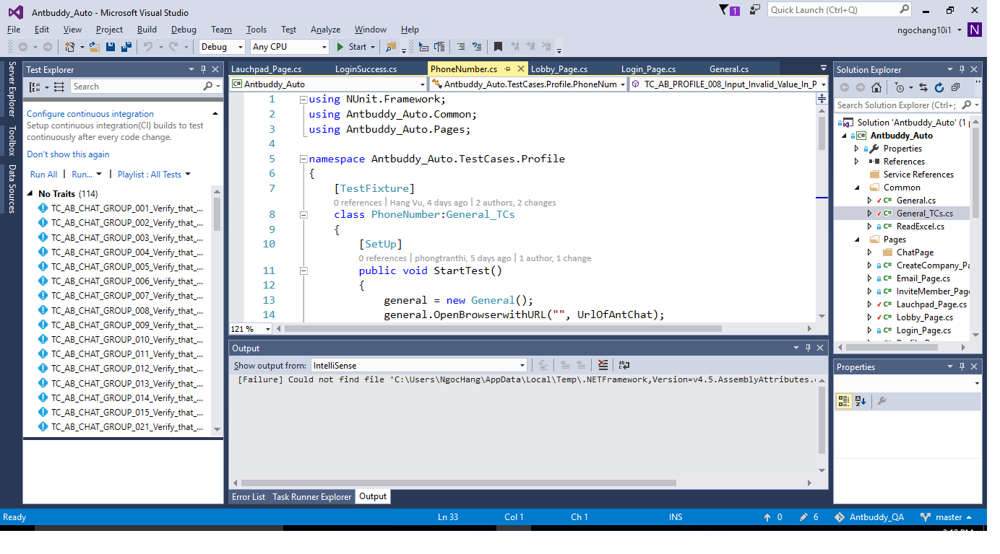 Antbuddy_Auto - Microsoft Visual Studio
1
Quick Launch (Ctrl+Q)
File Edit View Project Build Debug Team Tools Test Analyze Window Help
ngochang10i1 N
Debug Any CPU Start
Server Explorer
Toolbox
Data Sources
Test Explorer
Search
Configure continuous integration
Setup continuous integration(CI) builds to test
continuously after every code change.
Don't show this again
Run All | Run... | Playlist : All Tests
No Traits (114)
TC_AB_CHAT_GROUP_001_Verify_that_...
TC_AB_CHAT_GROUP_002_Verify_that_...
TC_AB_CHAT_GROUP_003_Verify_that_...
TC_AB_CHAT_GROUP_004_Verify_that_...
TC_AB_CHAT_GROUP_005_Verify_that_...
TC_AB_CHAT_GROUP_006_Verify_that_...
TC_AB_CHAT_GROUP_007_Verify_that_...
TC_AB_CHAT_GROUP_008_Verify_that_...
TC_AB_CHAT_GROUP_009_Verify_that_...
TC_AB_CHAT_GROUP_010_Verify_that_...
TC_AB_CHAT_GROUP_011_Verify_that_...
TC_AB_CHAT_GROUP_012_Verify_that_...
TC_AB_CHAT_GROUP_013_Verify_that_...
TC_AB_CHAT_GROUP_014_Verify_that_...
TC_AB_CHAT_GROUP_015_Verify_that_...
TC_AB_CHAT_GROUP_021_Verify_that_...
Lauchpad_Page.cs LoginSuccess.cs PhoneNumber.cs Lobby_Page.cs Login_Page.cs General.cs
C# Antbuddy_Auto Antbuddy_Auto.TestCases.Profile.PhoneNum TC_AB_PROFILE_008_Input_Invalid_Value_In_P
1 using NUnit.Framework;
2 using Antbuddy_Auto.Common;
3 using Antbuddy_Auto.Pages;
4
5 namespace Antbuddy_Auto.TestCases.Profile
6 {
7 [TestFixture]
0 references | Hang Vu, 4 days ago | 2 authors, 2 changes
8 class PhoneNumber:General_TCs
9 {
10 [SetUp]
0 references | phongtranthi, 5 days ago | 1 author, 1 change
11 public void StartTest()
12 {
13 general = new General();
14 general.OpenBrowserwithURL("", UrlOfAntChat);
121 %
Output
Show output from: IntelliSense
[Failure] Could not find file 'C:\Users\NgocHang\AppData\Local\Temp\.NETFramework,Version=v4.5.AssemblyAttributes.
Error List Task Runner Explorer Output
Solution Explorer
Search Solution Explorer (Ctrl+;)
Solution 'Antbuddy_Auto' (1
C# Antbuddy_Auto
Properties
References
Service References
Common
C# General.cs
C# General_TCs.cs
C# ReadExcel.cs
Pages
ChatPage
C# CreateCompany_Pa
C# Email_Page.cs
C# InviteMember_Page
C# Lauchpad_Page.cs
C# Lobby_Page.cs
C# Login_Page.cs
Properties
Ready Ln 33 Col 1 Ch 1 INS 0 6 Antbuddy_QA master